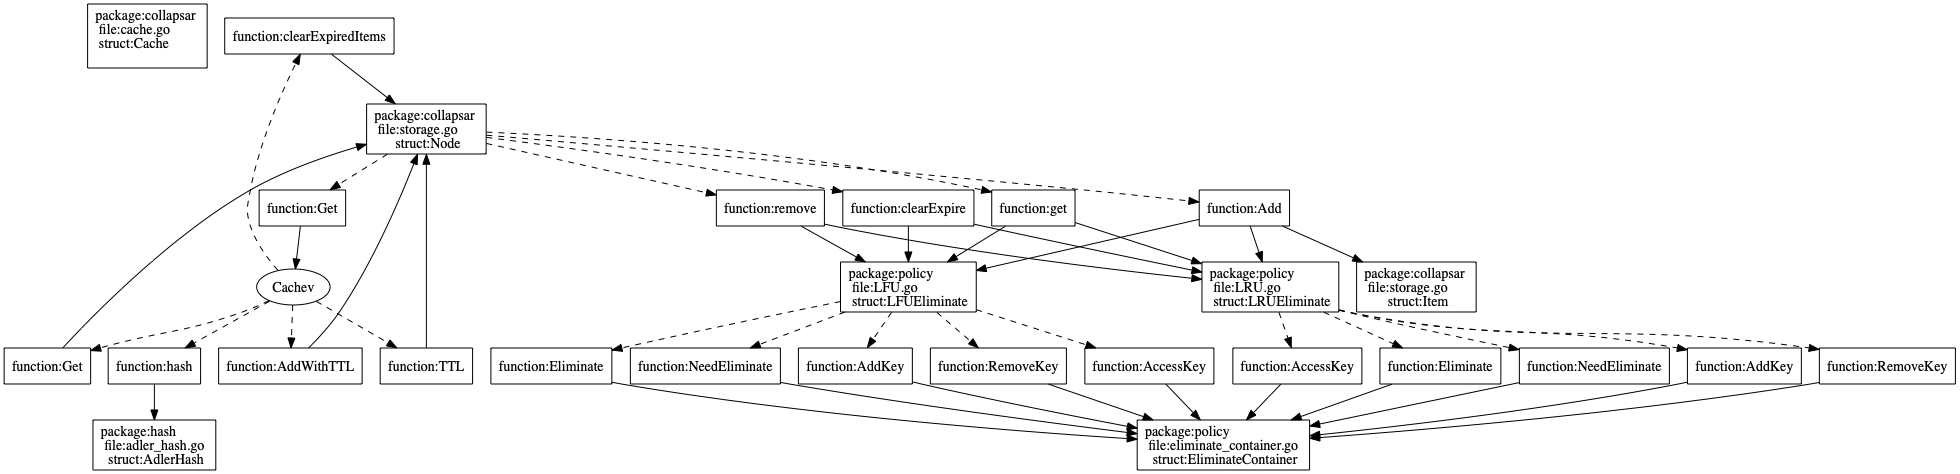 package:collapsar
file:cache.go
struct:Cache
function:clearExpiredItems
package:collapsar
file:storage.go
struct:Node
function:Get
function:remove
function:clearExpire
function:get
function:Add
Cachev
package:policy
file:LFU.go
struct:LFUEliminate
package:policy
file:LRU.go
struct:LRUEliminate
package:collapsar
file:storage.go
struct:Item
function:Get
function:hash
function:AddWithTTL
function:TTL
function:Eliminate
function:NeedEliminate
function:AddKey
function:RemoveKey
function:AccessKey
function:AccessKey
function:Eliminate
function:NeedEliminate
function:AddKey
function:RemoveKey
package:hash
file:adler_hash.go
struct:AdlerHash
package:policy
file:eliminate_container.go
struct:EliminateContainer